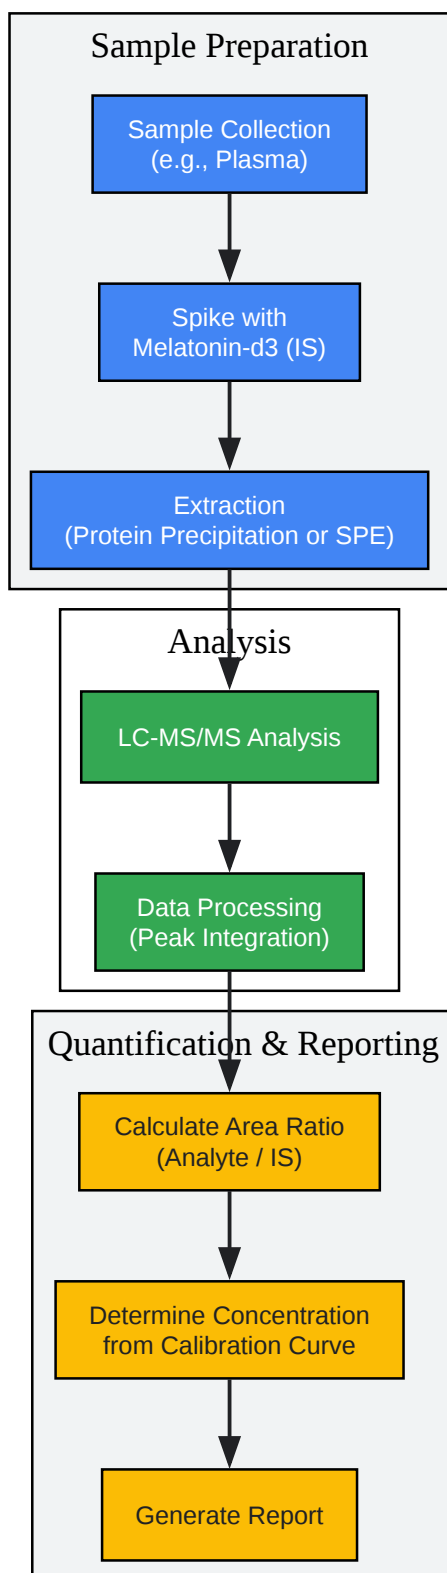 Sample Preparation
Sample Collection
(e.g., Plasma)
Spike with
Melatonin-d3 (IS)
Extraction
(Protein Precipitation or SPE)
Analysis
LC-MS/MS Analysis
Data Processing
(Peak Integration)
Quantification & Reporting
Calculate Area Ratio
(Analyte / IS)
Determine Concentration
from Calibration Curve
Generate Report